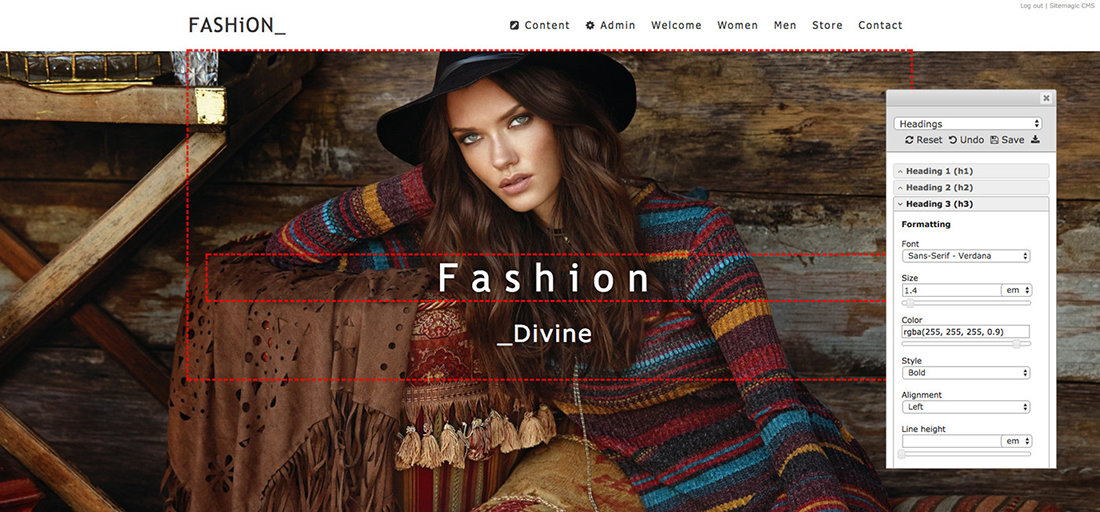 Log out | Sitemagic CMS
FASHiON_
Content Admin Welcome Women Men Store Contact
Headings
Reset Undo Save
Heading 1 (h1)
Heading 2 (h2)
Heading 3 (h3)
Formatting
Font
Sans-Serif - Verdana
Size
1.4 em
Color
rgba(255, 255, 255, 0.9)
Style
Bold
Alignment
Left
Line height
em
Fashion
_Divine